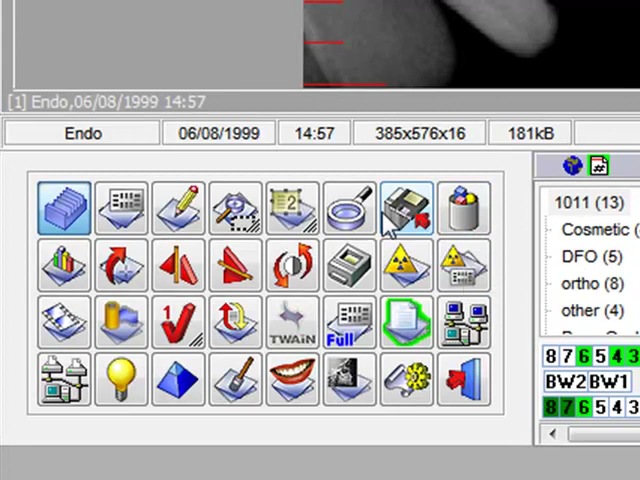 [1] Endo,06/08/1999 14:57
Endo 06/08/1999 14:57 385x576x16 181kB
1011 (13)
Cosmetic (
DFO (5)
ortho (8)
other (4)
2
1
TWAiN
Full
8 7 6 5 4 3
BW2 BW1
8 7 6 5 4 3